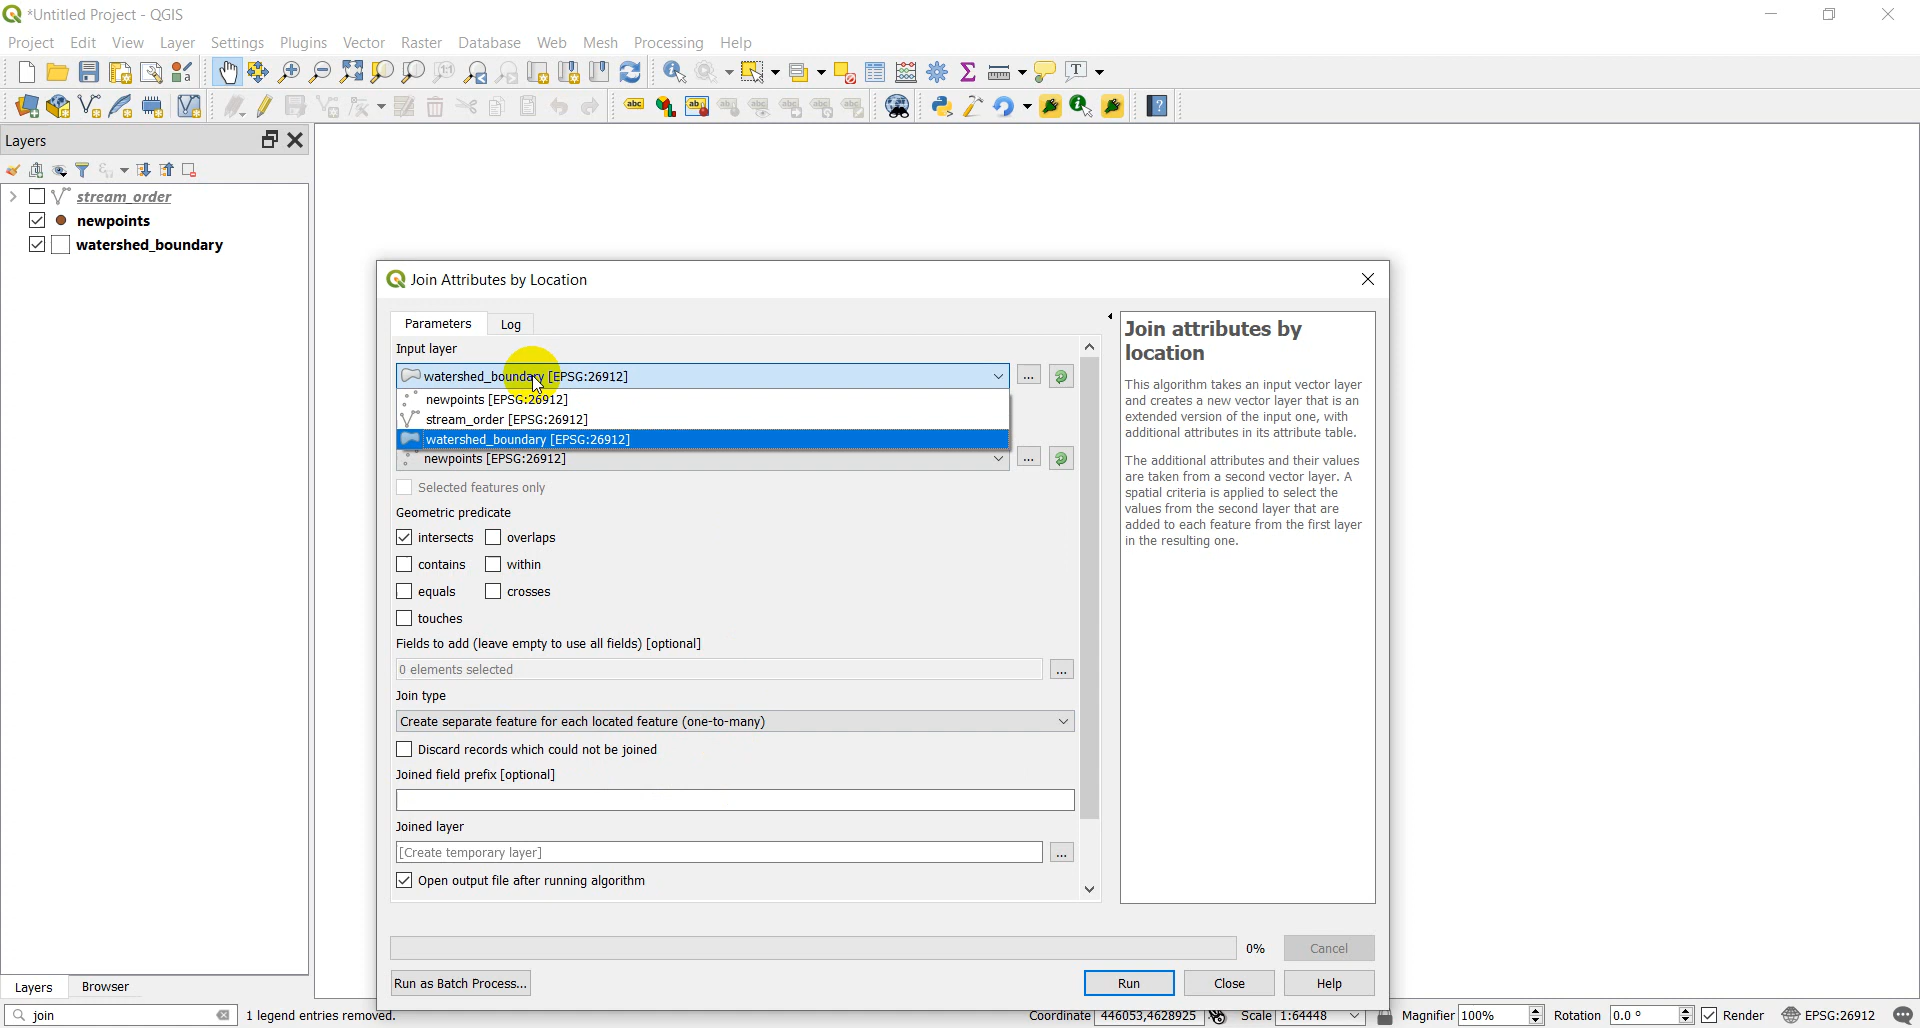 *Untitled Project - QGIS
Project Edit View Layer Settings Plugins Vector Raster Database Web Mesh Processing Help
Layers
stream_order
newpoints
watershed_boundary
Join Attributes by Location
Parameters Log
Input layer
watershed_boundary [EPSG:26912]
newpoints [EPSG:26912]
stream_order [EPSG:26912]
watershed_boundary [EPSG:26912]
newpoints [EPSG:26912]
Selected features only
Geometric predicate
intersects overlaps
contains within
equals crosses
touches
Fields to add (leave empty to use all fields) [optional]
0 elements selected
Join type
Create separate feature for each located feature (one-to-many)
Discard records which could not be joined
Joined field prefix [optional]
Joined layer
[Create temporary layer]
Open output file after running algorithm
Join attributes by
location
This algorithm takes an input vector layer
and creates a new vector layer that is an
extended version of the input one, with
additional attributes in its attribute table.
The additional attributes and their values
are taken from a second vector layer. A
spatial criteria is applied to select the
values from the second layer that are
added to each feature from the first layer
in the resulting one.
0% Cancel
Run as Batch Process... Run Close Help
Layers Browser
join 1 legend entries removed. Coordinate 446053,4628925 Scale 1:64448 Magnifier 100% Rotation 0.0 ° Render EPSG:26912